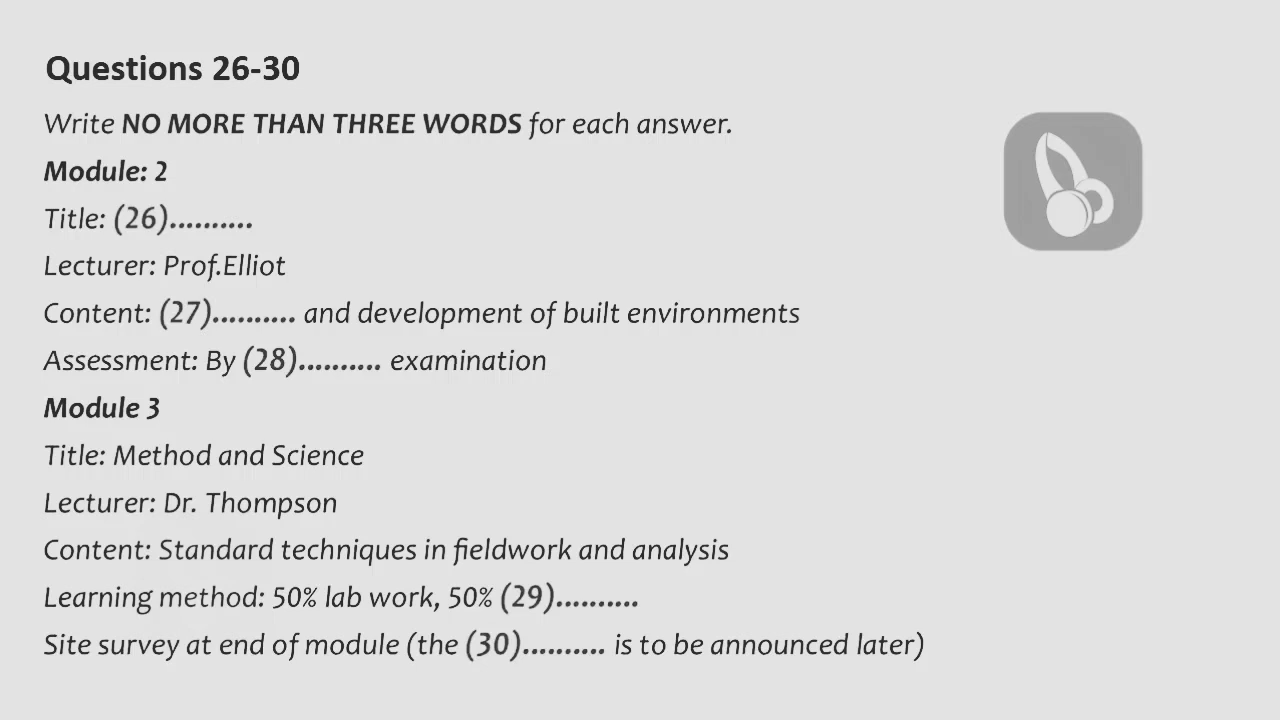 Questions 26-30
Write NO MORE THAN THREE WORDS for each answer.
Module: 2
Title: (26)..........
Lecturer: Prof.Elliot
Content: (27).......... and development of built environments
Assessment: By (28).......... examination
Module 3
Title: Method and Science
Lecturer: Dr. Thompson
Content: Standard techniques in fieldwork and analysis
Learning method: 50% lab work, 50% (29)..........
Site survey at end of module (the (30).......... is to be announced later)